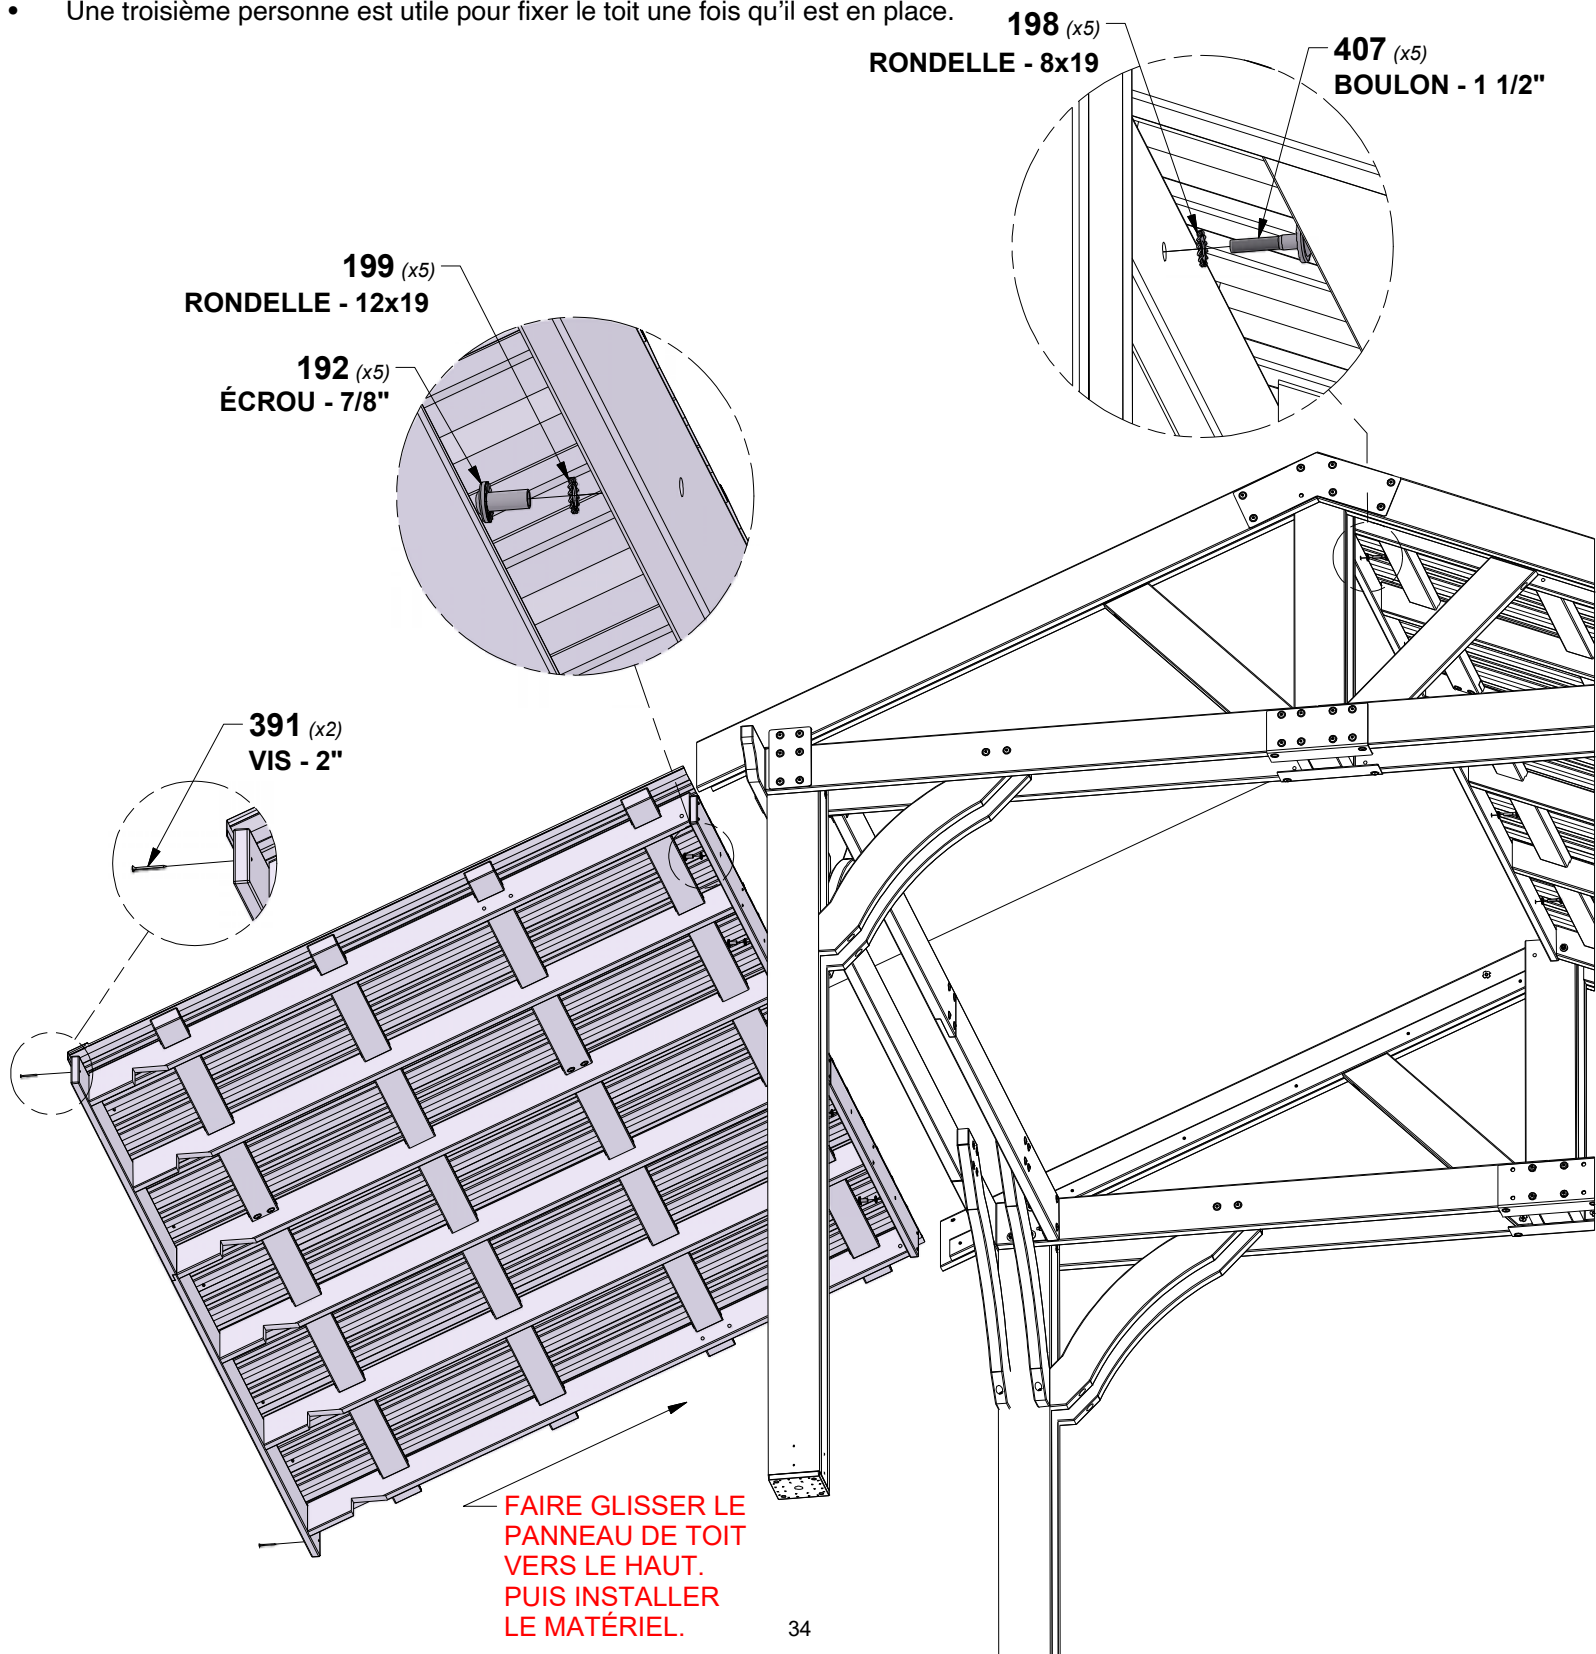 • Une troisième personne est utile pour fixer le toit une fois qu'il est en place.
198 (x5)
RONDELLE - 8x19
407 (x5)
BOULON - 1 1/2"
199 (x5)
RONDELLE - 12x19
192 (x5)
ÉCROU - 7/8"
391 (x2)
VIS - 2"
FAIRE GLISSER LE
PANNEAU DE TOIT
VERS LE HAUT.
PUIS INSTALLER
LE MATÉRIEL.
34